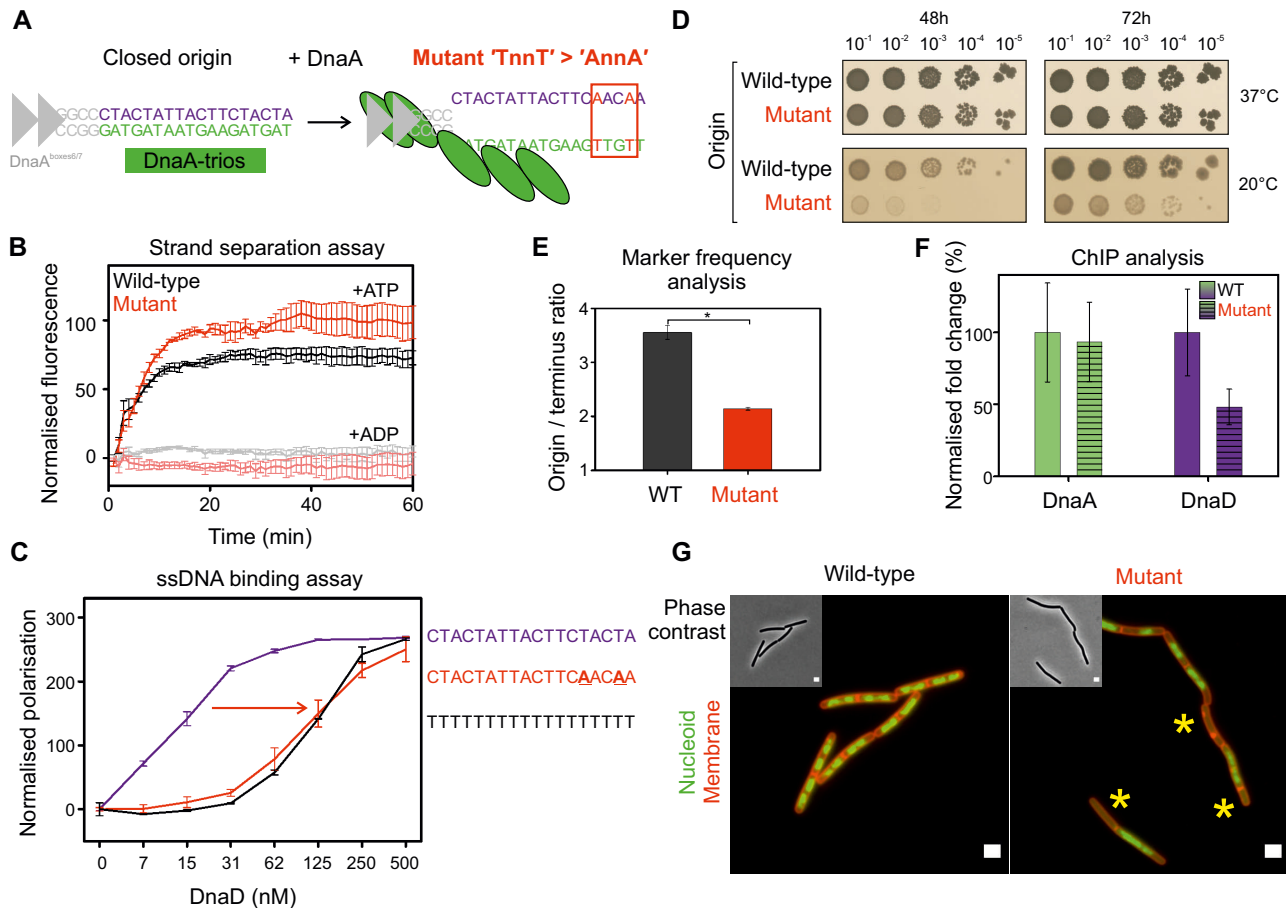 A
Closed origin
+ DnaA
Mutant 'TnnT' > 'AnnA'
GGCCCTACTATTACTTCTACTA
CCGGGATGATAATGAAGATGAT
DnaA boxes6/7
DnaA-trios
GGCC
CCGG
CTACTATTACTTCAACAA
ATGATAATGAAGTTGTT
B
Strand separation assay
Normalised fluorescence
Wild-type
Mutant
+ATP
+ADP
100
50
0
0
20
40
60
Time (min)
C
ssDNA binding assay
Normalised polarisation
300
200
100
0
0
7
15
31
62
125
250
500
DnaD (nM)
CTACTATTACTTCTACTA
CTACTATTACTTCAACAA
TTTTTTTTTTTTTTTTTT
D
48h
72h
10-1 10-2 10-3 10-4 10-5
10-1 10-2 10-3 10-4 10-5
Origin
Wild-type
Mutant
37°C
Wild-type
Mutant
20°C
E
Marker frequency
analysis
Origin / terminus ratio
4
3
2
1
*
WT
Mutant
F
ChIP analysis
Normalised fold change (%)
WT
Mutant
100
50
0
DnaA
DnaD
G
Wild-type
Mutant
Phase
contrast
Nucleoid
Membrane
*
*
*